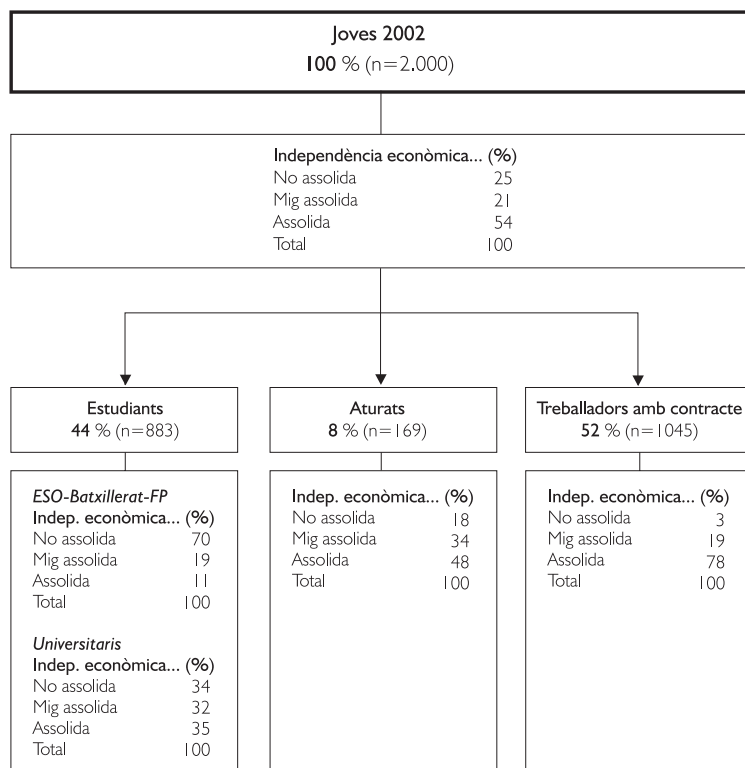 Joves 2002
100 % (n=2.000)
Independència econòmica... (%)
No assolida 25
Mig assolida 21
Assolida 54
Total 100
Estudiants
44 % (n=883)
Aturats
8 % (n=169)
Treballadors amb contracte
52 % (n=1045)
ESO-Batxillerat-FP
Indep. econòmica... (%)
No assolida 70
Mig assolida 19
Assolida 11
Total 100
Universitaris
Indep. econòmica... (%)
No assolida 34
Mig assolida 32
Assolida 35
Total 100
Indep. econòmica... (%)
No assolida 18
Mig assolida 34
Assolida 48
Total 100
Indep. econòmica... (%)
No assolida 3
Mig assolida 19
Assolida 78
Total 100